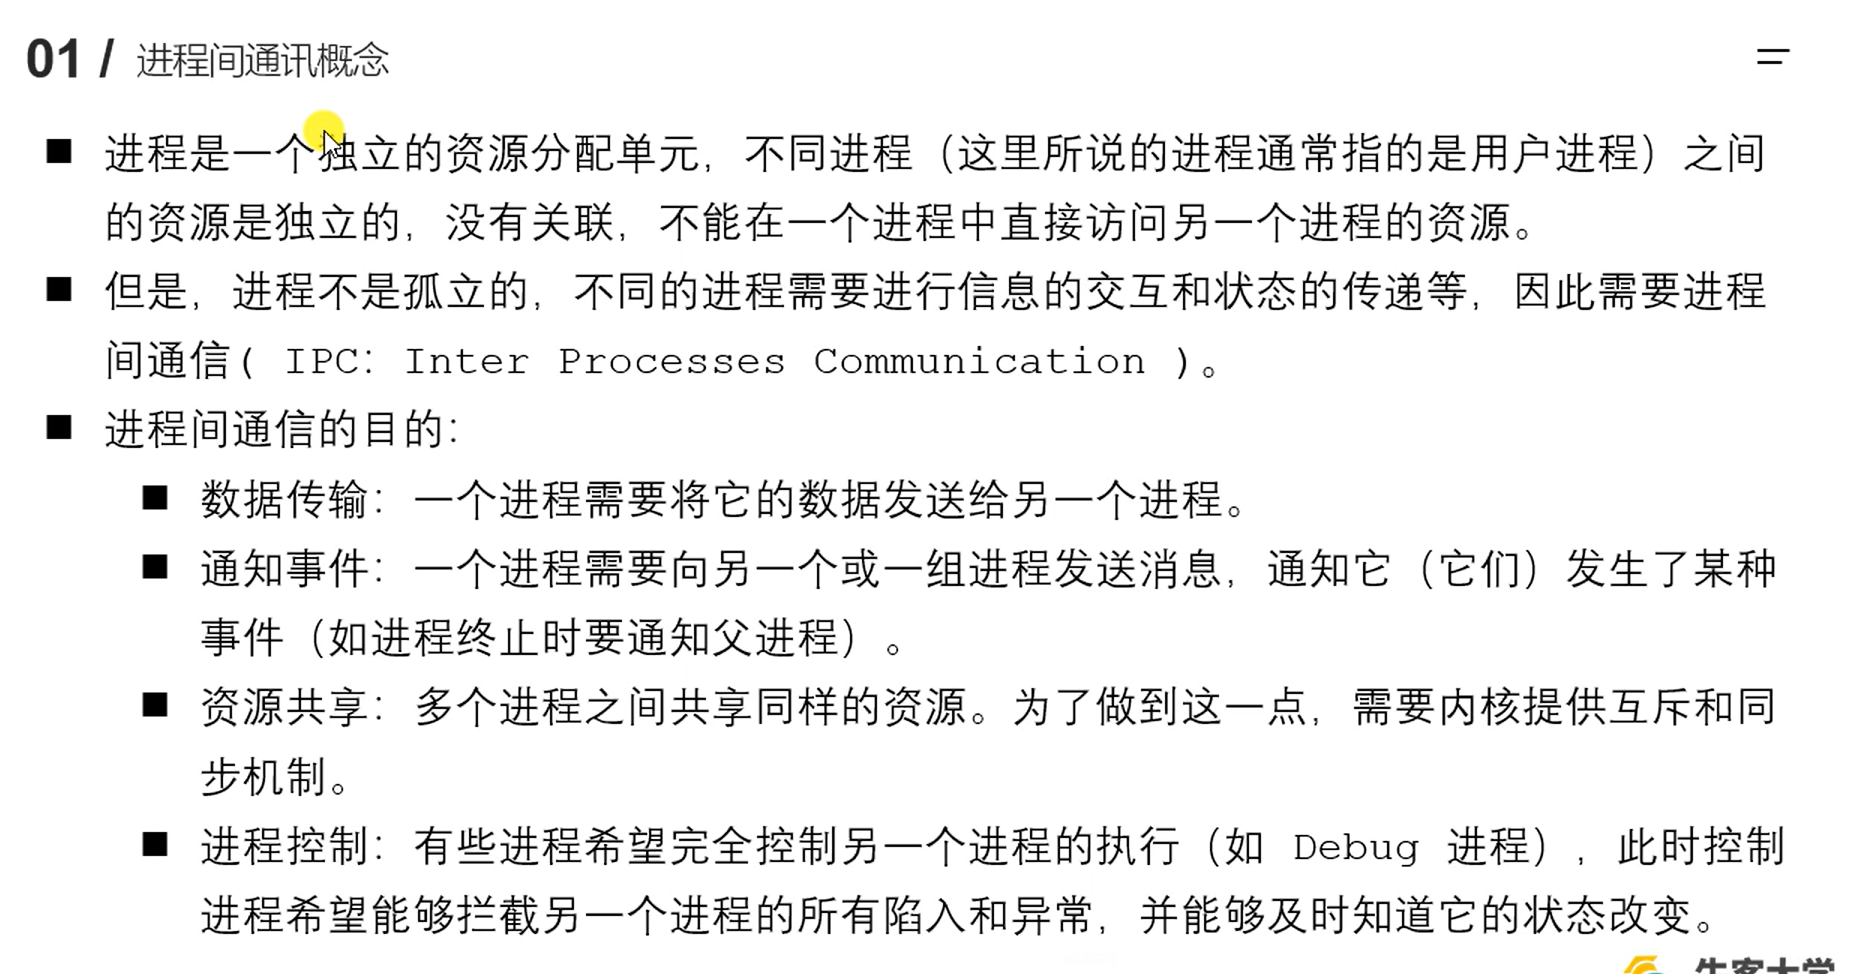 01 / 进程间通讯概念
■ 进程是一个独立的资源分配单元，不同进程（这里所说的进程通常指的是用户进程）之间
的资源是独立的，没有关联，不能在一个进程中直接访问另一个进程的资源。
■ 但是，进程不是孤立的，不同的进程需要进行信息的交互和状态的传递等，因此需要进程
间通信( IPC：Inter Processes Communication )。
■ 进程间通信的目的：
■ 数据传输：一个进程需要将它的数据发送给另一个进程。
■ 通知事件：一个进程需要向另一个或一组进程发送消息，通知它（它们）发生了某种
事件（如进程终止时要通知父进程）。
■ 资源共享：多个进程之间共享同样的资源。为了做到这一点，需要内核提供互斥和同
步机制。
■ 进程控制：有些进程希望完全控制另一个进程的执行（如 Debug 进程），此时控制
进程希望能够拦截另一个进程的所有陷入和异常，并能够及时知道它的状态改变。
牛客大学